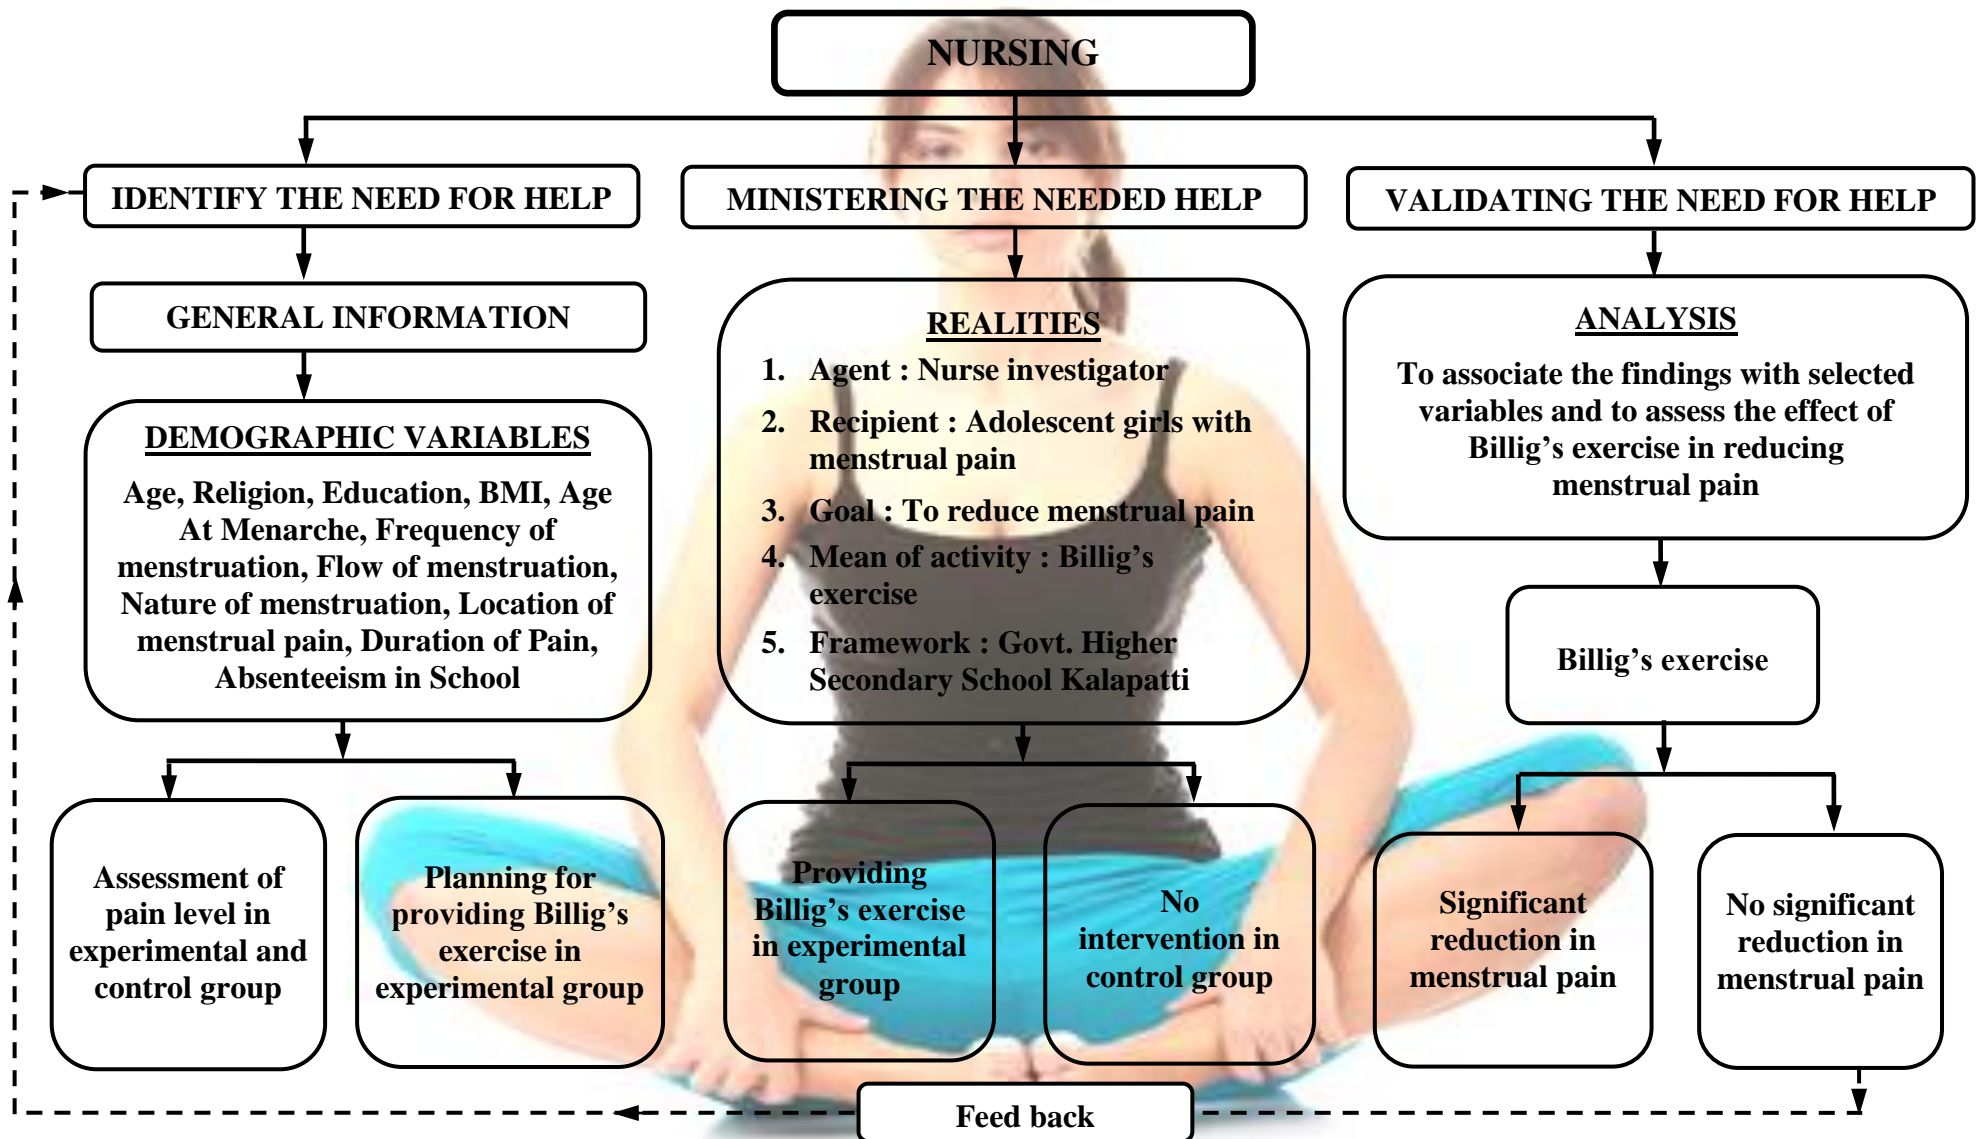 NURSING
IDENTIFY THE NEED FOR HELP
GENERAL INFORMATION
DEMOGRAPHIC VARIABLES
Age, Religion, Education, BMI, Age
At Menarche, Frequency of
menstruation, Flow of menstruation,
Nature of menstruation, Location of
menstrual pain, Duration of Pain,
Absenteeism in School
Assessment of
pain level in
experimental and
control group
Planning for
providing Billig’s
exercise in
experimental group
MINISTERING THE NEEDED HELP
REALITIES
1. Agent : Nurse investigator
2. Recipient : Adolescent girls with
menstrual pain
3. Goal : To reduce menstrual pain
4. Mean of activity : Billig’s
exercise
5. Framework : Govt. Higher
Secondary School Kalapatti
Providing
Billig’s exercise
in experimental
group
No
intervention in
control group
VALIDATING THE NEED FOR HELP
ANALYSIS
To associate the findings with selected
variables and to assess the effect of
Billig’s exercise in reducing
menstrual pain
Billig’s exercise
Significant
reduction in
menstrual pain
No significant
reduction in
menstrual pain
Feed back